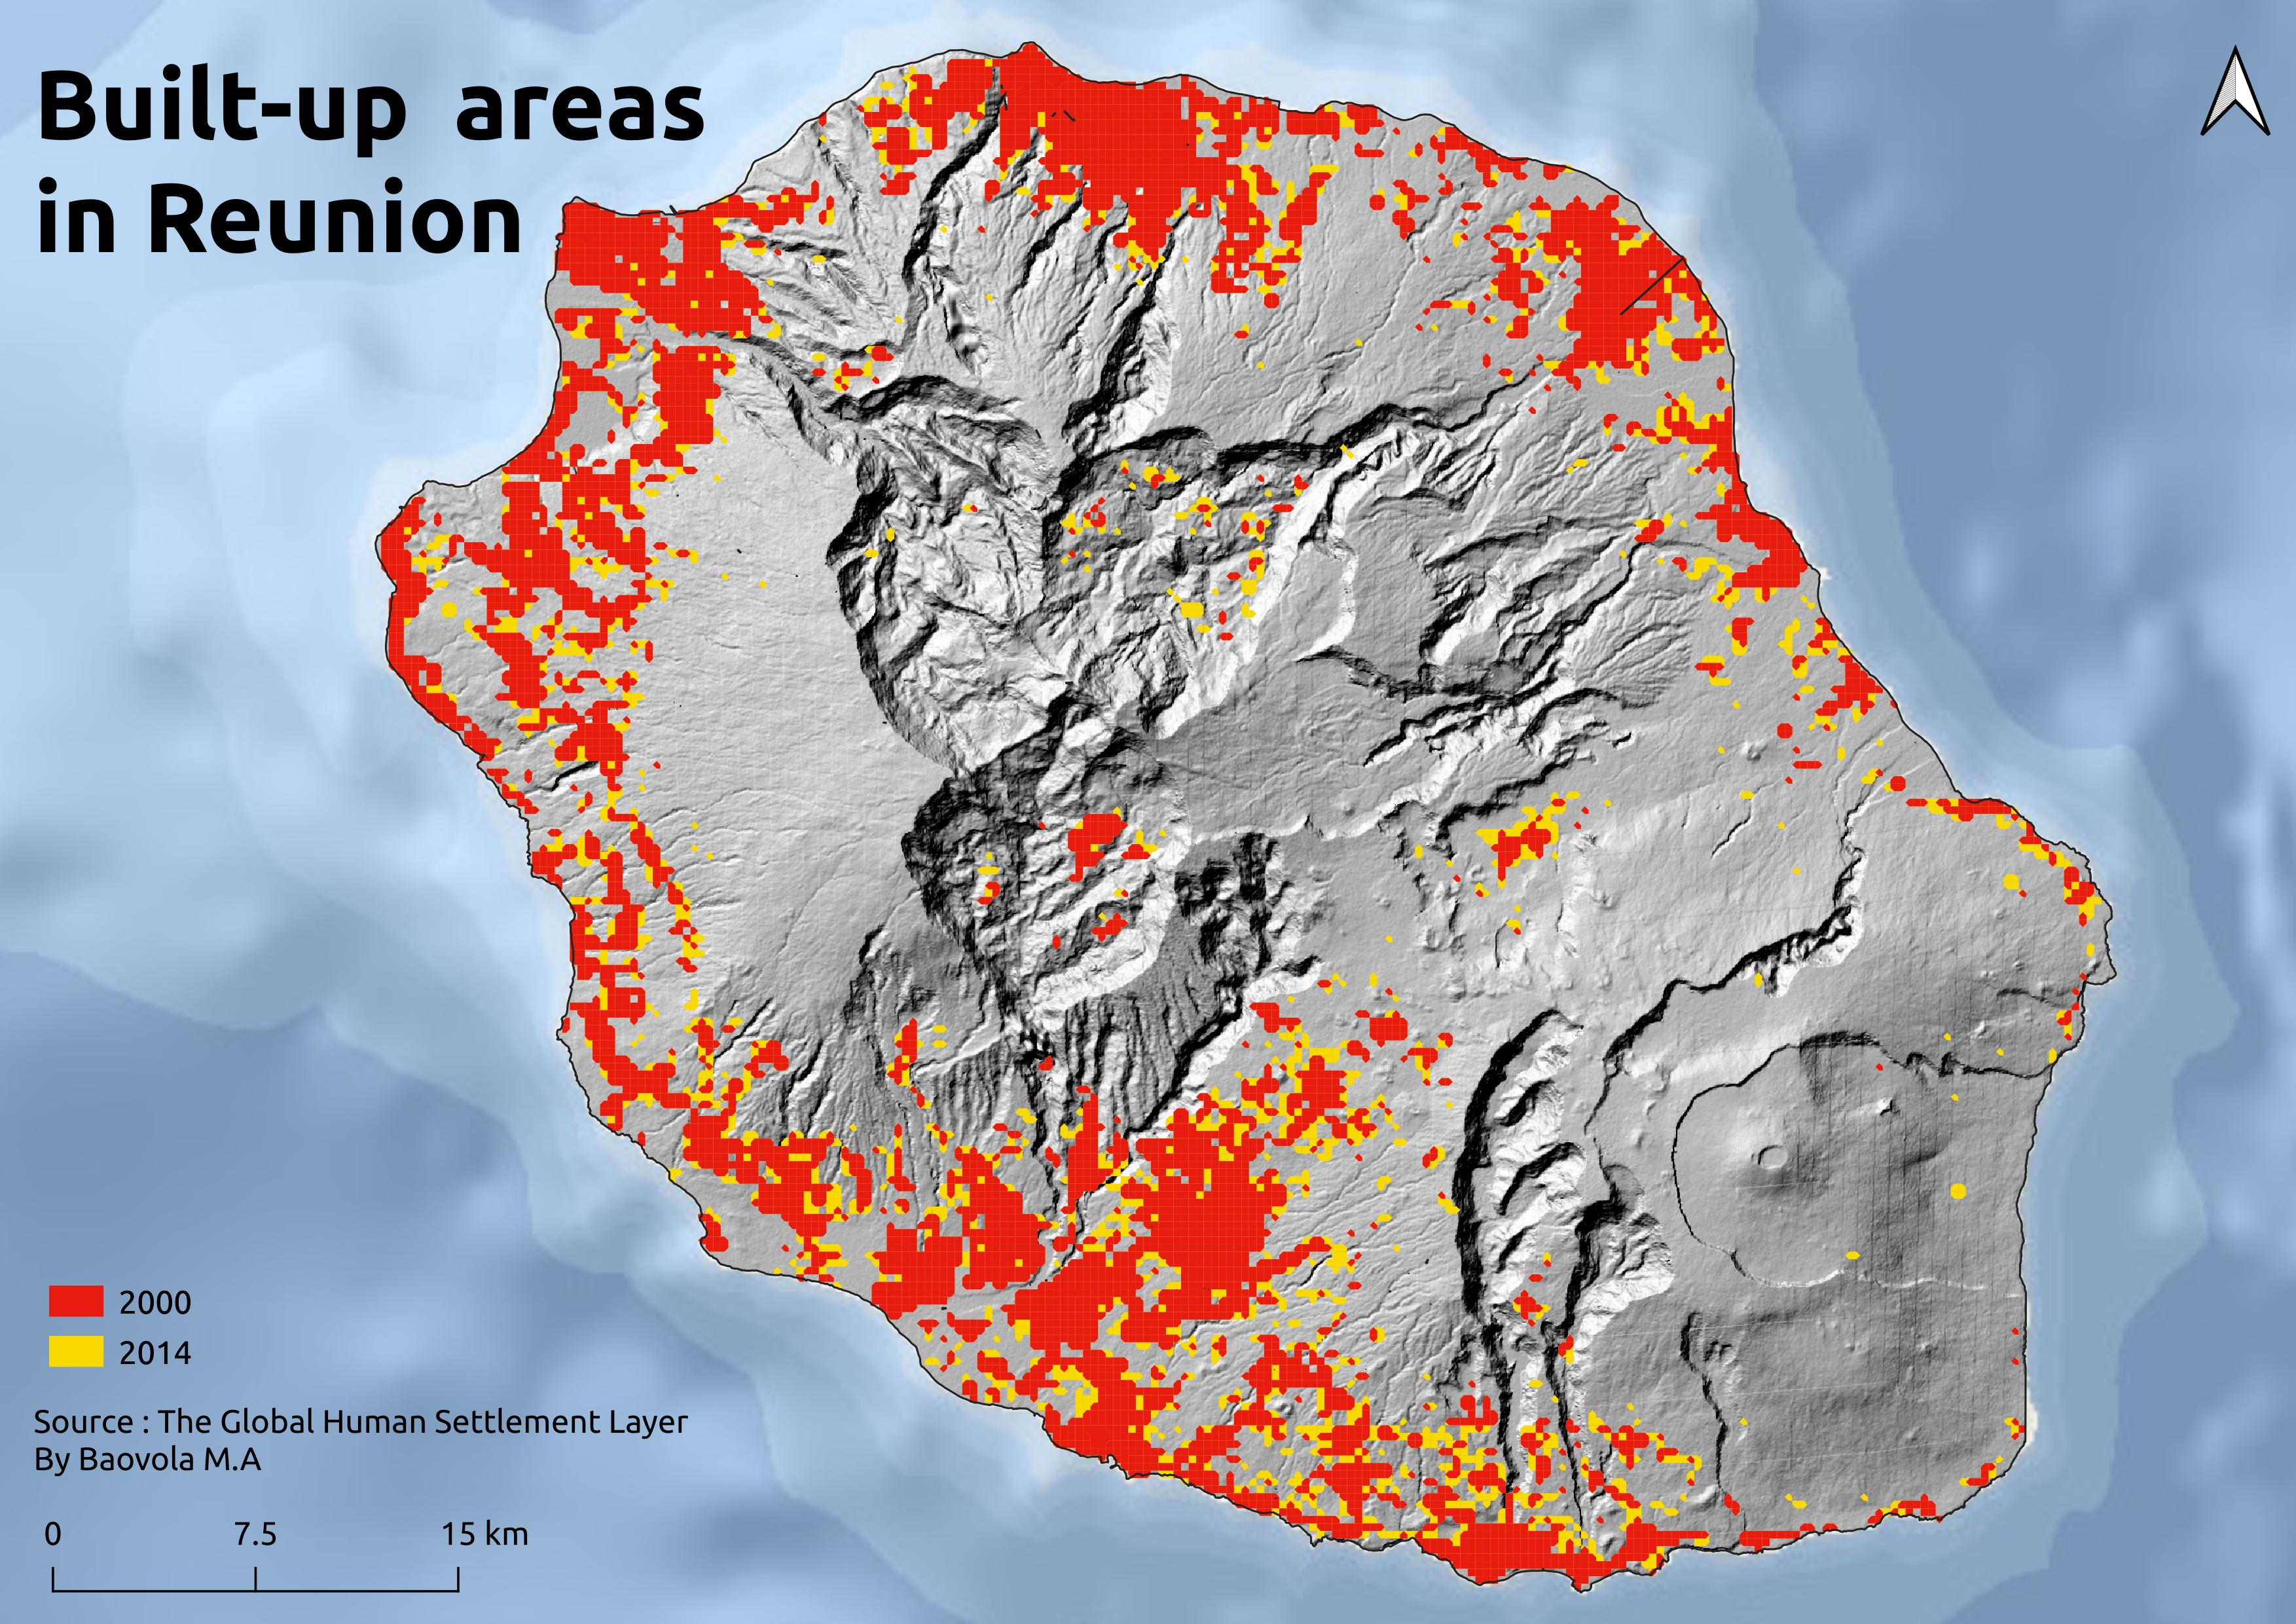 Built-up areas
in Reunion
2000
2014
Source : The Global Human Settlement Layer
By Baovola M.A
0 7.5 15 km